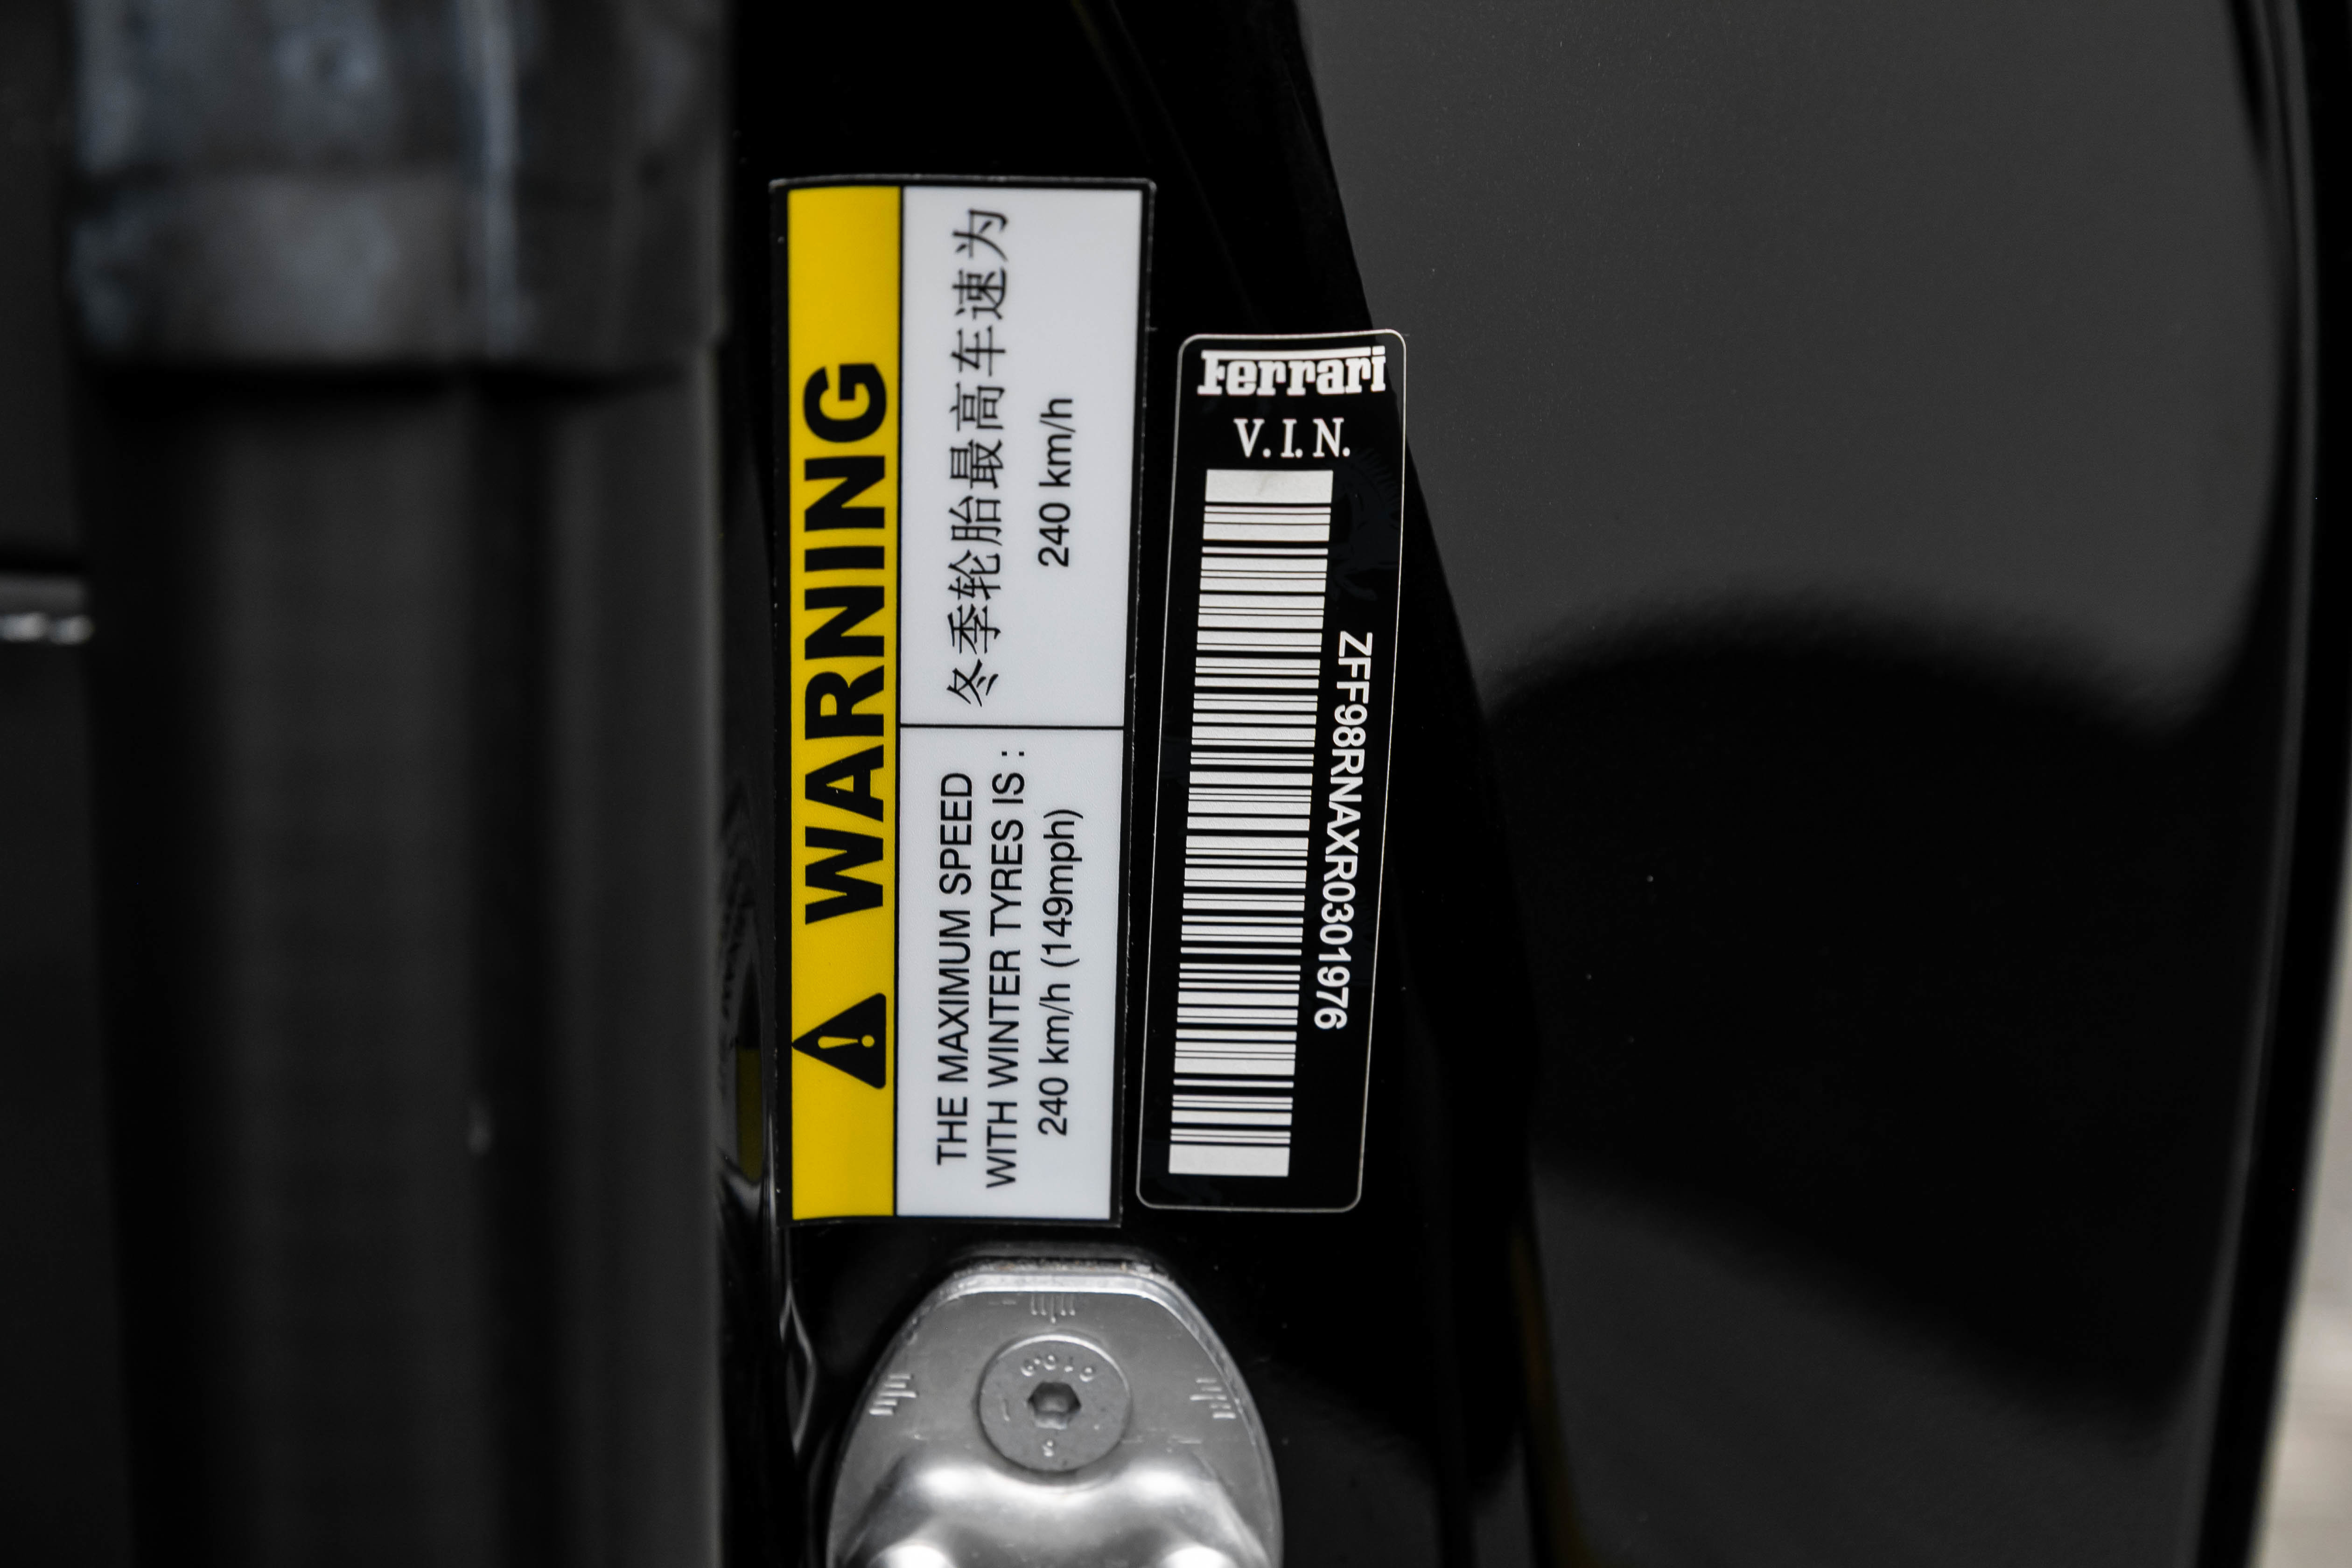 WARNING
THE MAXIMUM SPEED
WITH WINTER TYRES IS :
240 km/h (149mph)
冬季轮胎最高车速为
240 km/h
Ferrari
V.I.N.
ZFF98RNAXR0301976